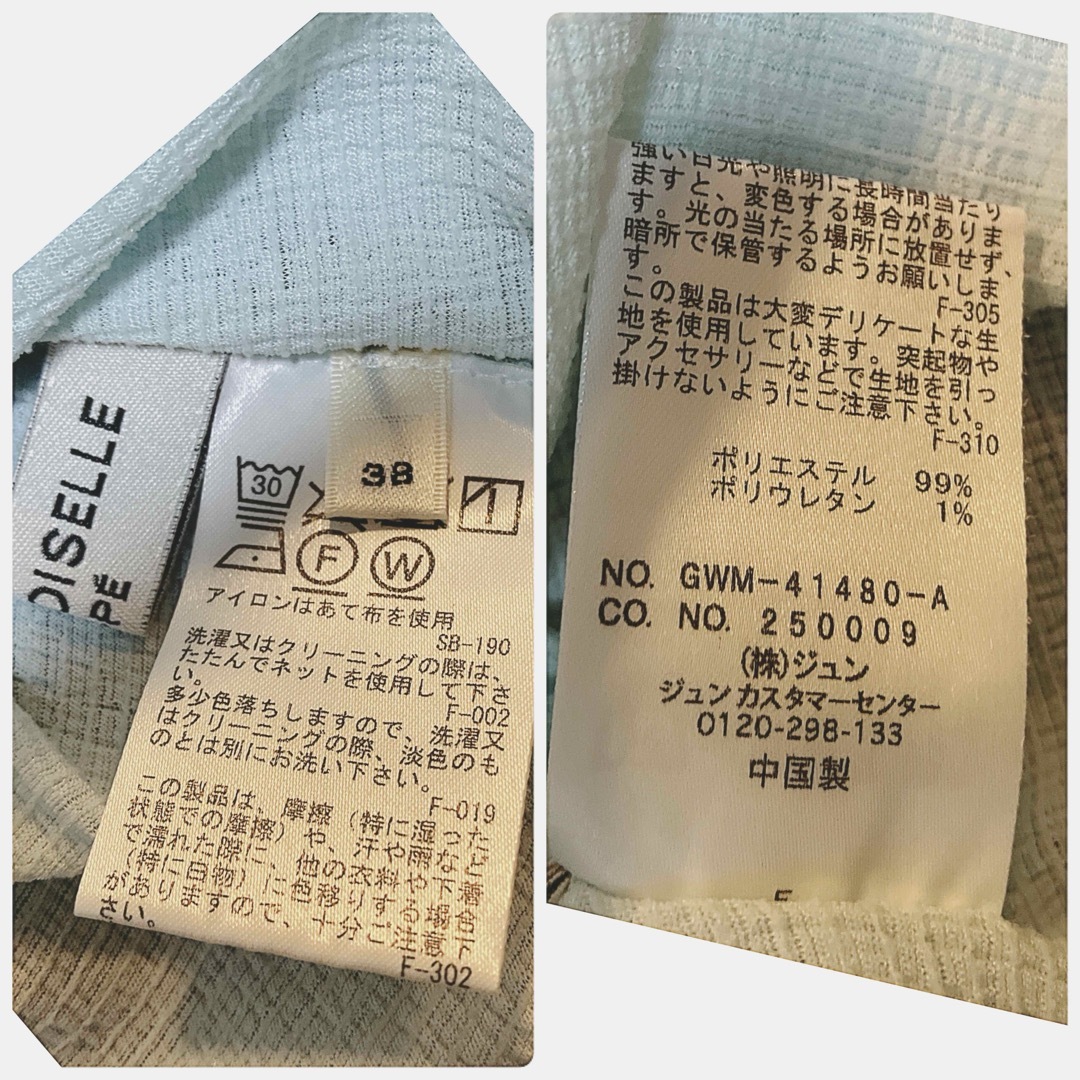 DISELLE
PÉ
38
30
F
W
アイロンはあて布を使用
SB-190
洗濯又はクリーニングの際は、
たたんでネットを使用して下さ
い。
F-002
多少色落ちしますので、洗濯又
はクリーニングの際、淡色のも
のとは別にお洗い下さい。
F-019
この製品は、摩擦（特に湿った
状態での摩擦）や、汗や雨など
で濡れた際に、他の衣料や下着
（特に白物）に色移りする場合
がありますので、十分ご注意下
さい。
F-302
強い日光や照明に長時間当たり
ますと、変色する場合がありま
す。光の当たる場所に放置せず、
暗所で保管するようお願いしま
す。
F-305
この製品は大変デリケートな生
地を使用しています。突起物や
アクセサリーなどで生地を引っ
掛けないようにご注意下さい。
F-310
ポリエステル 99%
ポリウレタン 1%
NO. GWM-41480-A
CO. NO. 250009
(株)ジュン
ジュンカスタマーセンター
0120-298-133
中国製